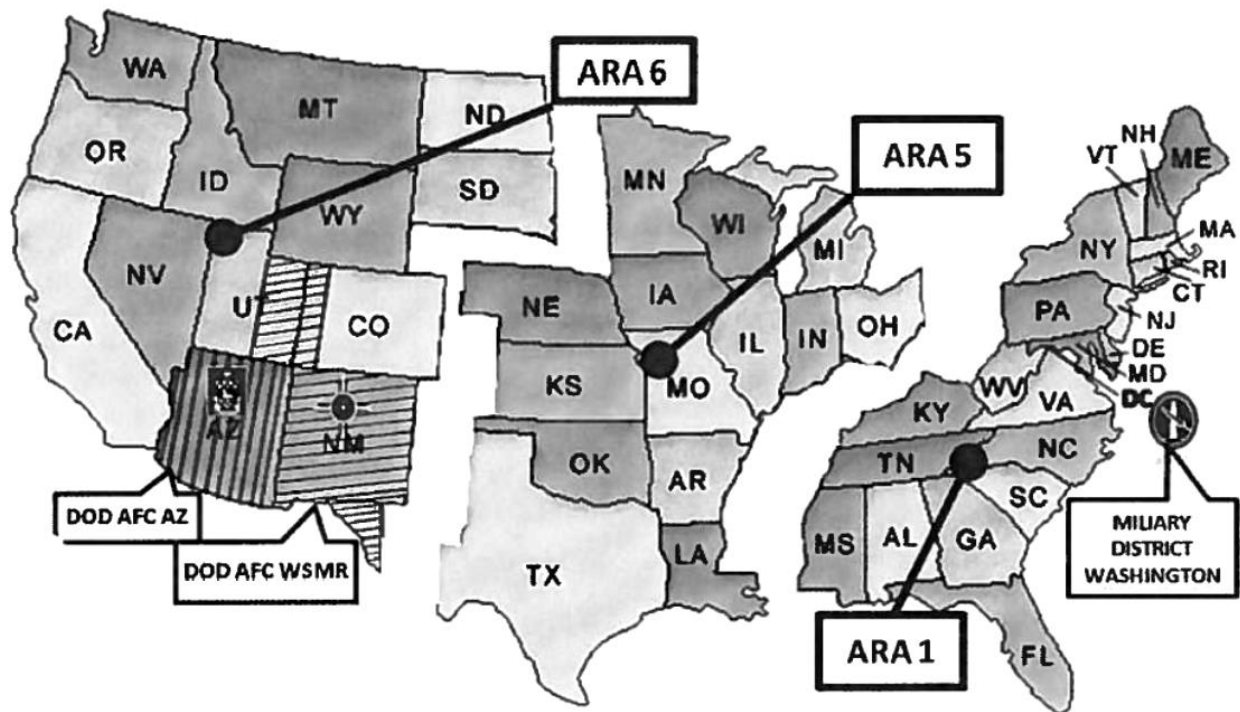 ARA 6
WA
MT
ND
OR
ID
SD
WY
NV
UT
CO
CA
AZ
NM
DOD AFC AZ
DOD AFC WSMR
ARA 5
MN
WI
MI
IA
NE
IL
IN
OH
KS
MO
OK
AR
TX
LA
NH
VT
ME
NY
MA
RI
CT
PA
NJ
DE
MD
DC
WV
VA
KY
NC
TN
SC
MS
AL
GA
FL
ARA 1
MILIARY
DISTRICT
WASHINGTON